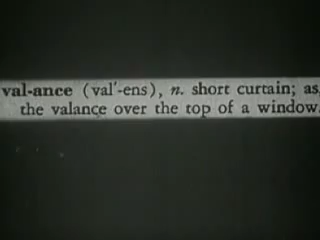 val-ance (val'-ens), n. short curtain; as
the valance over the top of a window.